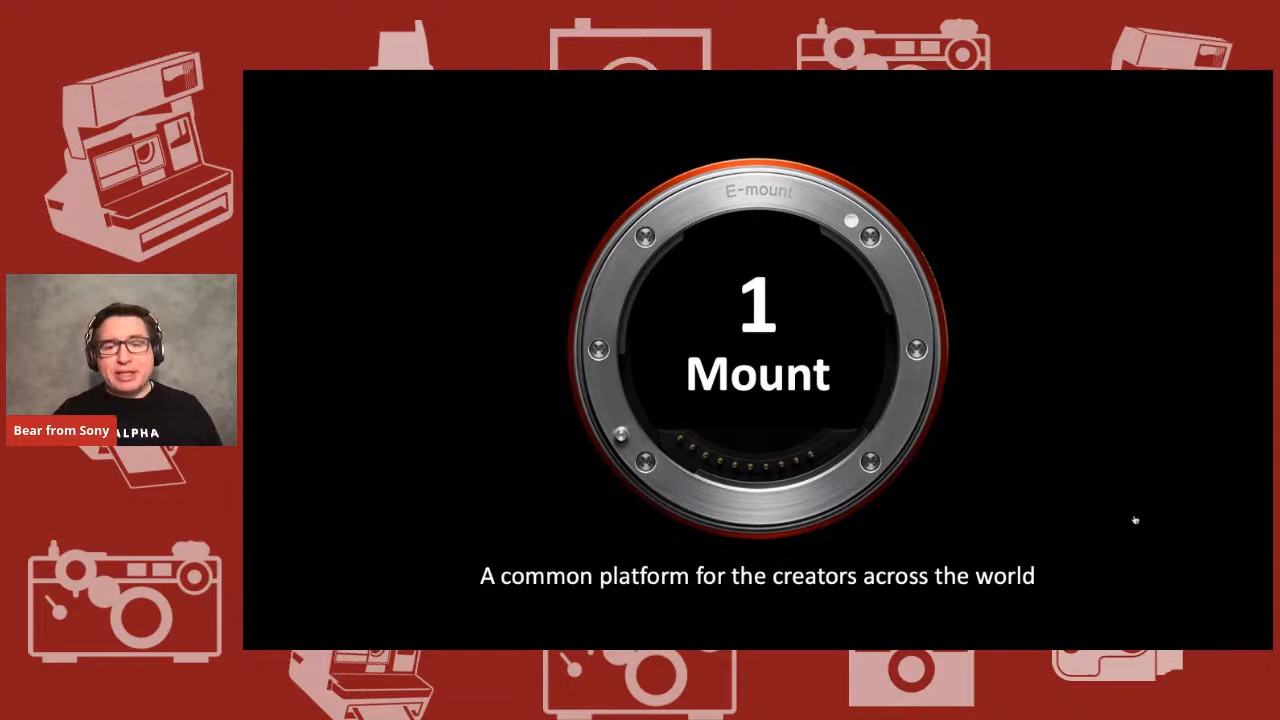 E-mount
1
Mount
Bear from Sony
ALPHA
A common platform for the creators across the world